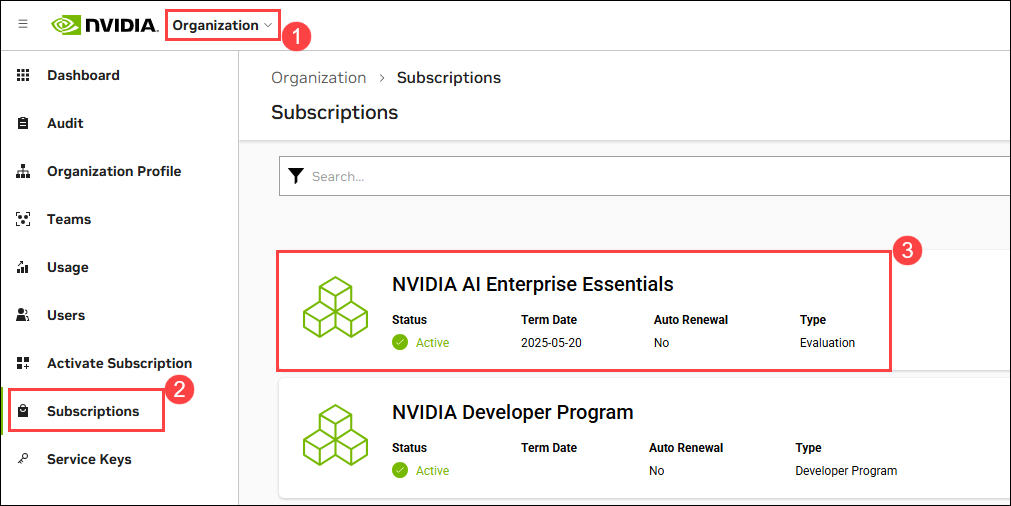 NVIDIA. Organization
1
Dashboard
Audit
Organization Profile
Teams
Usage
Users
Activate Subscription
2
Subscriptions
Service Keys
Organization > Subscriptions
Subscriptions
Search...
3
NVIDIA AI Enterprise Essentials
Status Term Date Auto Renewal Type
Active 2025-05-20 No Evaluation
NVIDIA Developer Program
Status Term Date Auto Renewal Type
Active No Developer Program